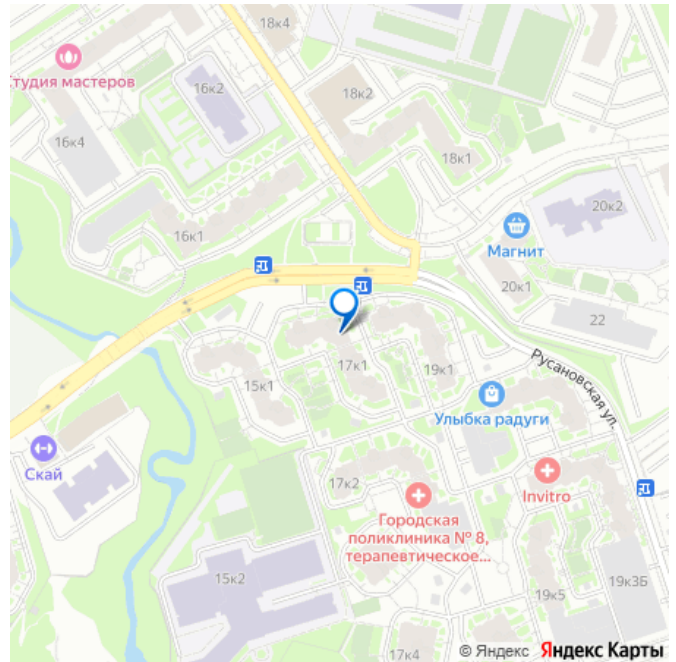 18к4
Студия мастеров
16к2
18к2
16к4
18к1
20к2
16к1
Магнит
20к1
22
17к1
19к1
15к1
Русановская ул.
Улыбка радуги
Скай
17к2
Invitro
Городская
поликлиника № 8,
терапевтическое...
15к2
19к5
19к3Б
17к4
© Яндекс Яндекс Карты